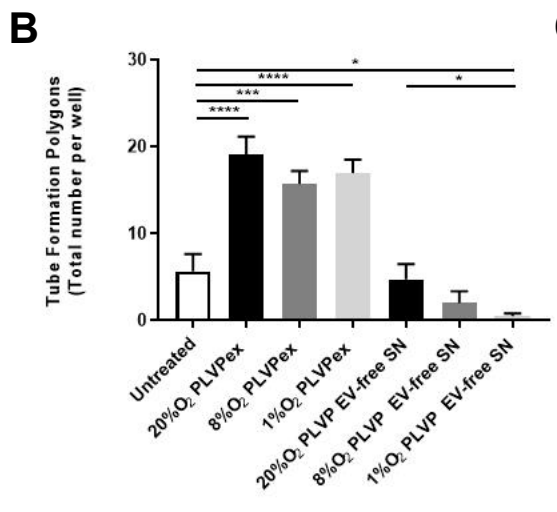 B
Tube Formation Polygons
(Total number per well)
30
20
10
0
*
****
***
****
*
Untreated
20%O₂ PLVPex
8%O₂ PLVPex
1%O₂ PLVPex
20%O₂ PLVP EV-free SN
8%O₂ PLVP EV-free SN
1%O₂ PLVP EV-free SN